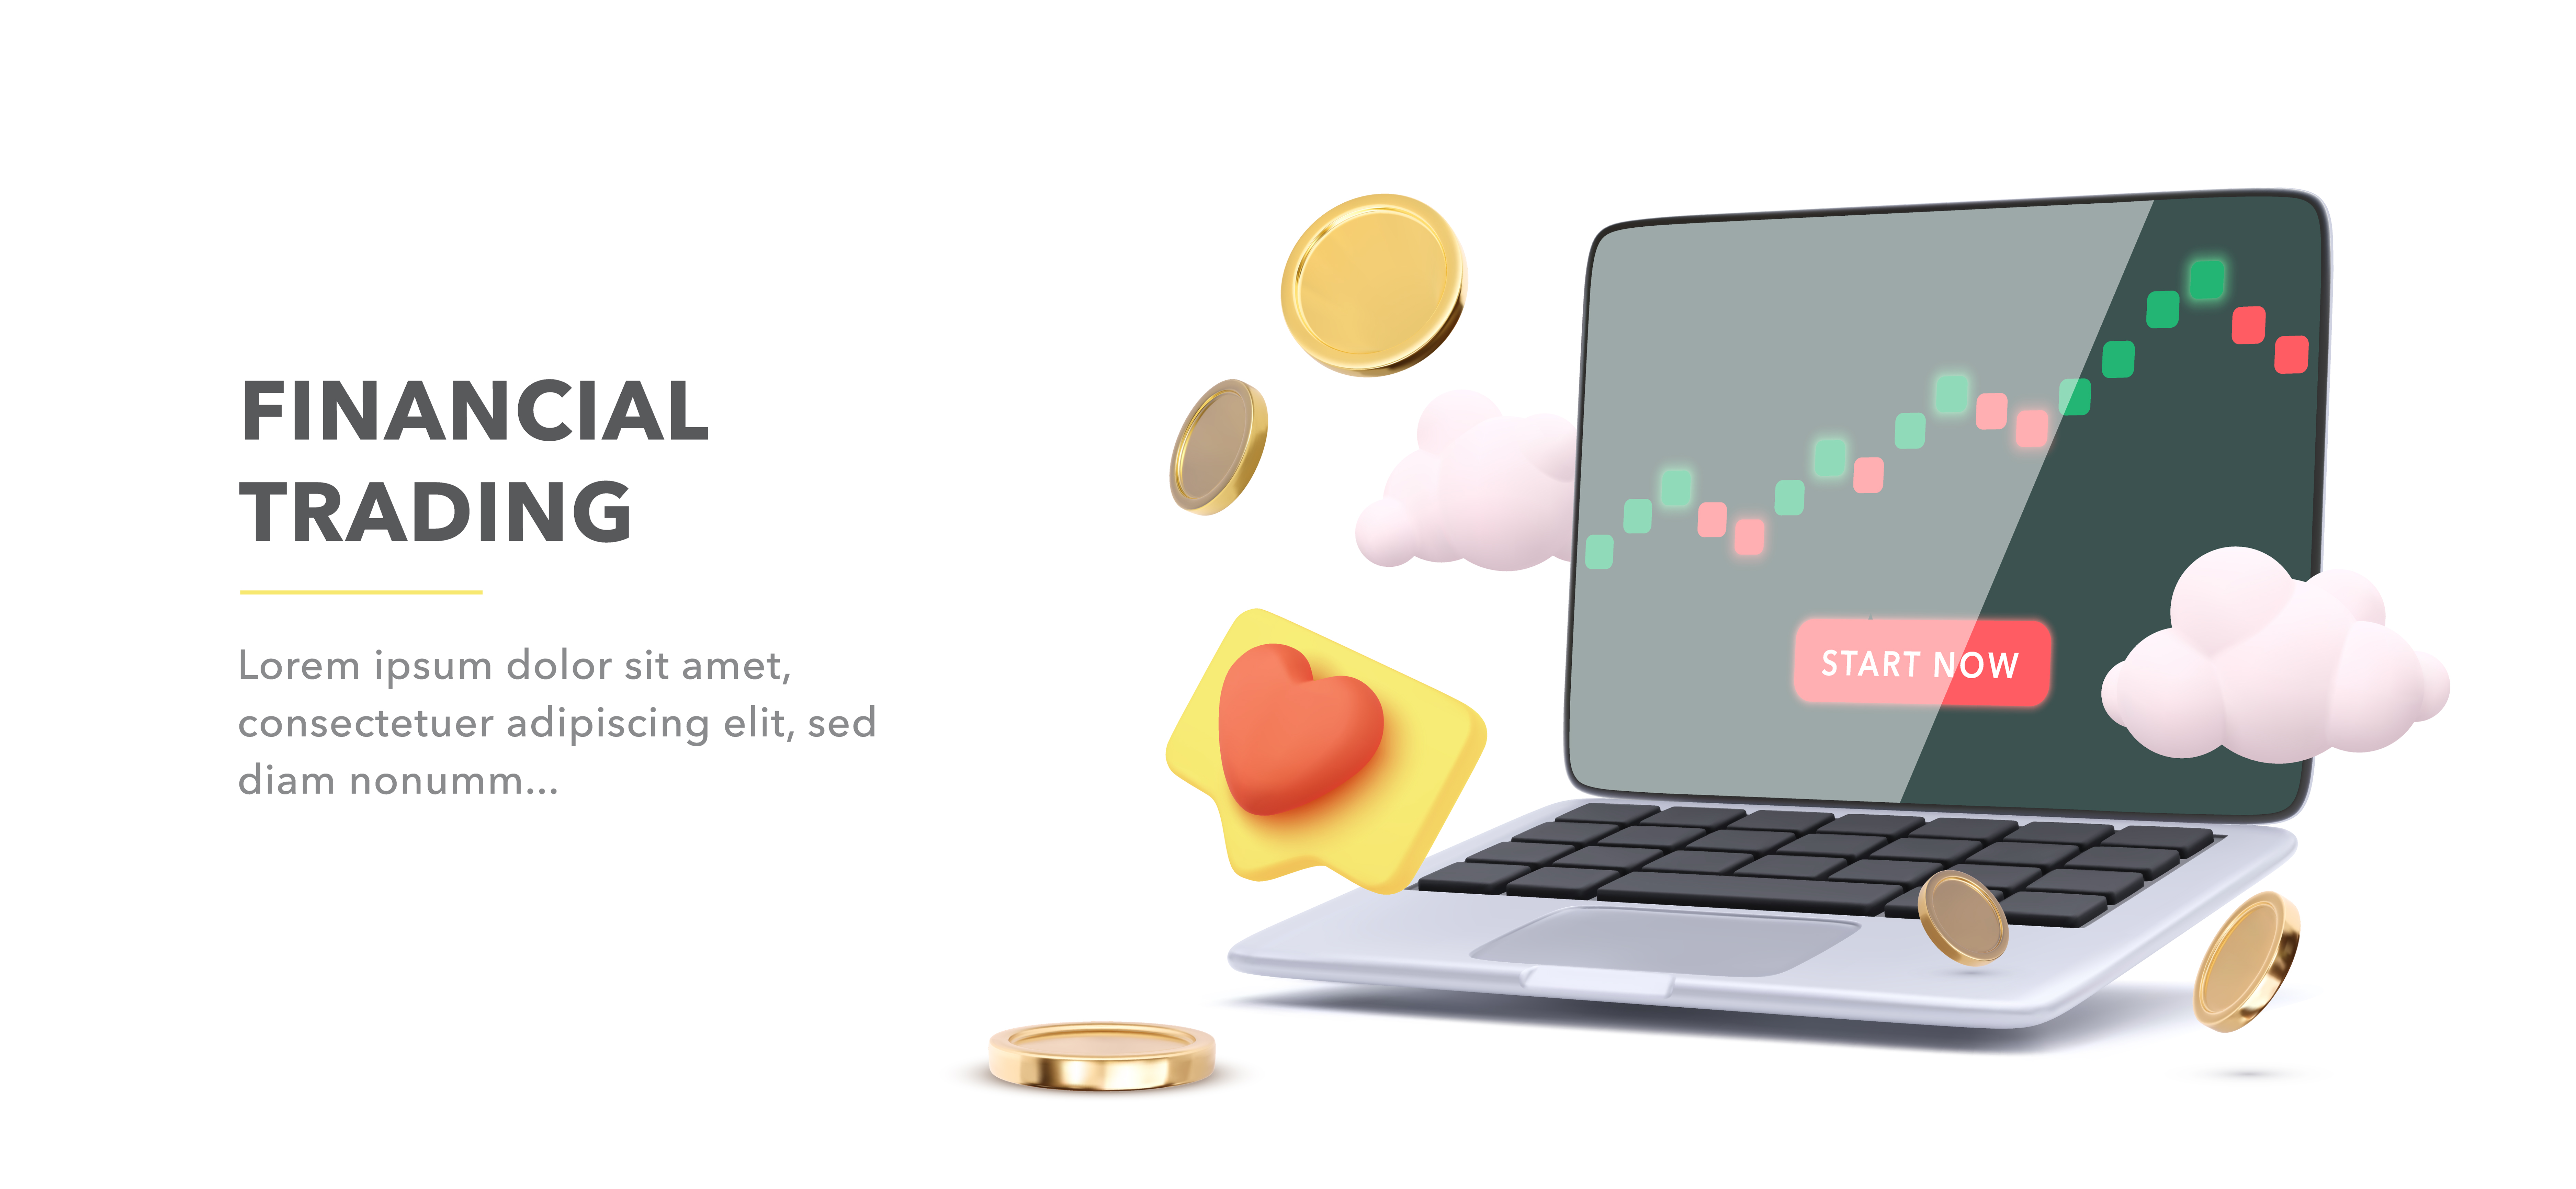 FINANCIAL
TRADING
Lorem ipsum dolor sit amet,
consectetuer adipiscing elit, sed
diam nonumm...
START NOW